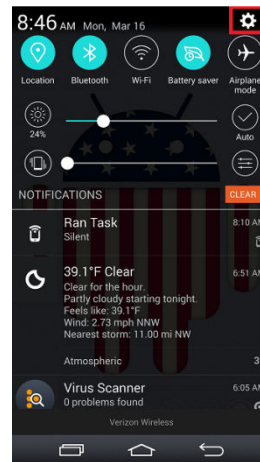 8:46 AM Mon, Mar 16
Location Bluetooth Wi-Fi Battery saver Airplane mode
24%
Auto
NOTIFICATIONS CLEAR
Ran Task 8:10 AM
Silent
39.1°F Clear 6:51 AM
Clear for the hour.
Partly cloudy starting tonight.
Feels like: 39.1°F
Wind: 2.73 mph NNW
Nearest storm: 11.00 mi NW
Atmospheric
Virus Scanner 6:05 AM
0 problems found
Verizon Wireless